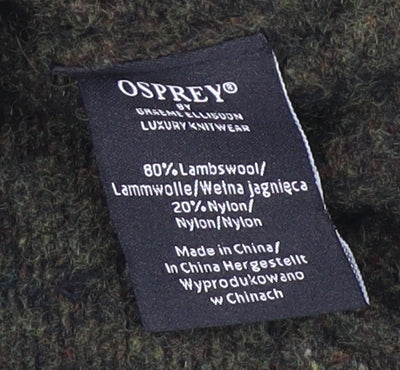 OSPREY®
BY
GRAEME ELLISDON
LUXURY KNITWEAR
80% Lambswool/
Lammwolle/Wełna jagnięca
20% Nylon/
Nylon/Nylon
Made in China/
In China Hergestellt
Wyprodukowano
w Chinach